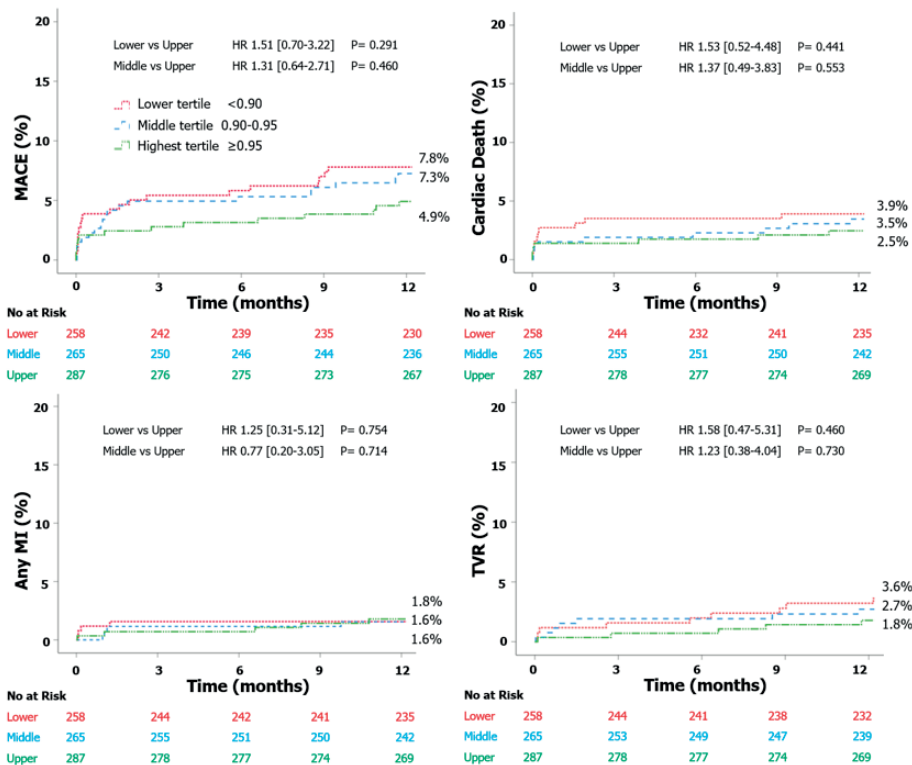 20
Lower vs Upper HR 1.51 [0.70-3.22] P= 0.291
Middle vs Upper HR 1.31 [0.64-2.71] P= 0.460
15
Lower tertile <0.90
Middle tertile 0.90-0.95
Highest tertile ≥0.95
10
MACE (%)
7.8%
7.3%
5
4.9%
0
0 3 6 9 12
Time (months)
No at Risk
Lower 258 242 239 235 230
Middle 265 250 246 244 236
Upper 287 276 275 273 267
20
Lower vs Upper HR 1.53 [0.52-4.48] P= 0.441
Middle vs Upper HR 1.37 [0.49-3.83] P= 0.553
15
10
Cardiac Death (%)
5
3.9%
3.5%
2.5%
0
0 3 6 9 12
Time (months)
No at Risk
Lower 258 244 232 241 235
Middle 265 255 251 250 242
Upper 287 278 277 274 269
20
Lower vs Upper HR 1.25 [0.31-5.12] P= 0.754
Middle vs Upper HR 0.77 [0.20-3.05] P= 0.714
15
10
Any MI (%)
5
1.8%
1.6%
1.6%
0
0 3 6 9 12
Time (months)
No at Risk
Lower 258 244 242 241 235
Middle 265 255 251 250 242
Upper 287 278 277 274 269
20
Lower vs Upper HR 1.58 [0.47-5.31] P= 0.460
Middle vs Upper HR 1.23 [0.38-4.04] P= 0.730
15
10
TVR (%)
5
3.6%
2.7%
1.8%
0
0 3 6 9 12
Time (months)
No at Risk
Lower 258 244 241 238 232
Middle 265 253 249 247 239
Upper 287 278 277 274 269